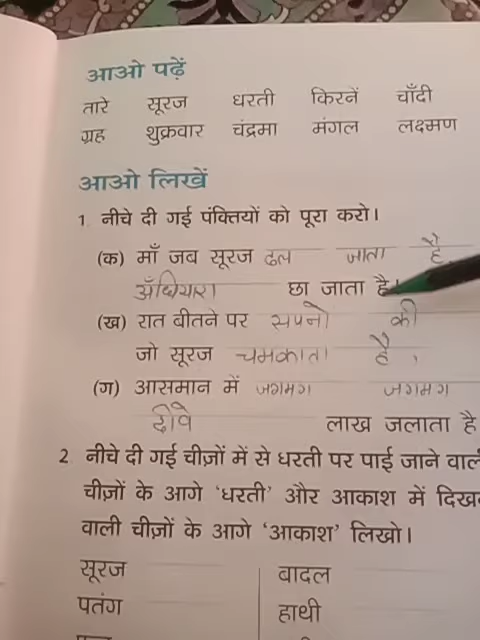 आओ पढ़ें
तारे सूरज धरती किरनें चाँदी
ग्रह शुक्रवार चंद्रमा मंगल लक्ष्मण
आओ लिखें
1. नीचे दी गई पंक्तियों को पूरा करो।
(क) माँ जब सूरज ढल जाता है,
अँधियारा छा जाता है।
(ख) रात बीतने पर सपनो की
जो सूरज चमकाता है,
(ग) आसमान में जगमग जगमग
दीवे लाख जलाता है
2. नीचे दी गई चीज़ों में से धरती पर पाई जाने
चीज़ों के आगे 'धरती' और आकाश में
वाली चीज़ों के आगे 'आकाश' लिखो।
सूरज बादल
पतंग हाथी